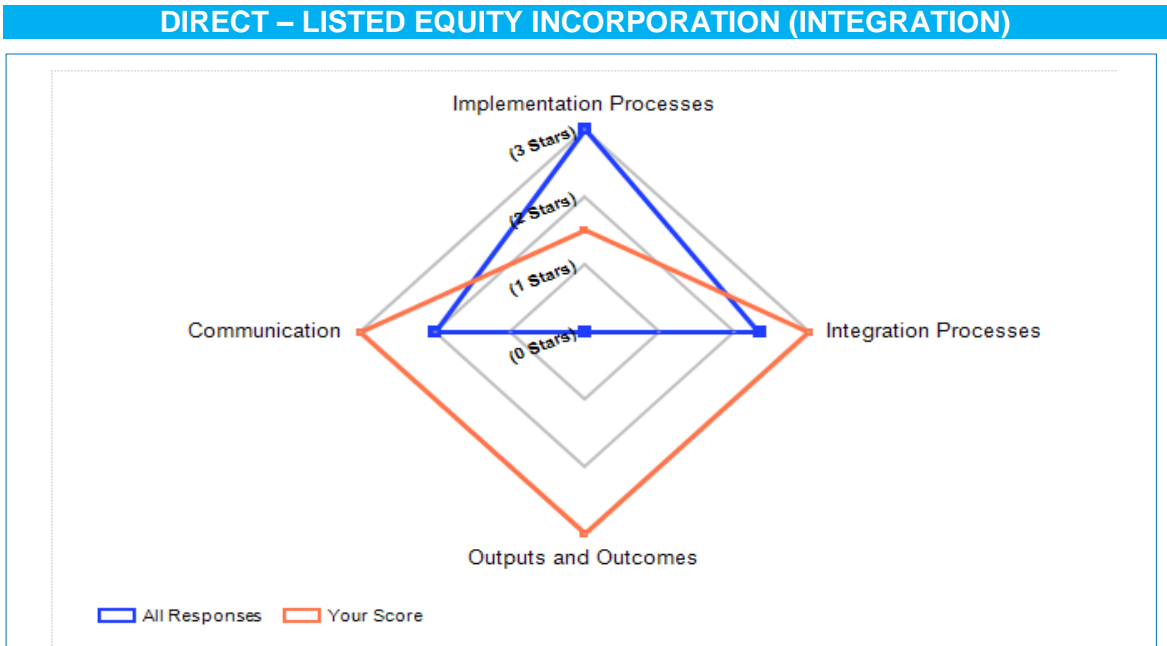 DIRECT – LISTED EQUITY INCORPORATION (INTEGRATION)
Implementation Processes
(3 Stars)
(2 Stars)
(1 Stars)
Communication
(0 Stars)
Integration Processes
Outputs and Outcomes
All Responses
Your Score